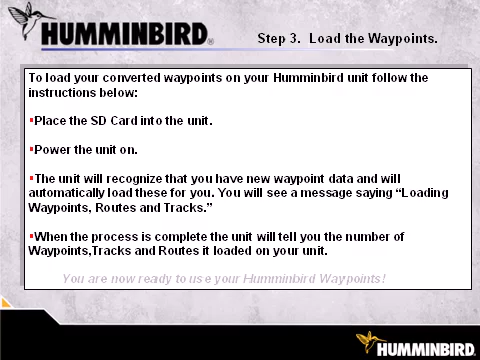 HUMMINBIRD®
Step 3. Load the Waypoints.
To load your converted waypoints on your Humminbird unit follow the
instructions below:
▪Place the SD Card into the unit.
▪Power the unit on.
▪The unit will recognize that you have new waypoint data and will
automatically load these for you. You will see a message saying “Loading
Waypoints, Routes and Tracks.”
▪When the process is complete the unit will tell you the number of
Waypoints,Tracks and Routes it loaded on your unit.
You are now ready to use your Humminbird Waypoints!
HUMMINBIRD